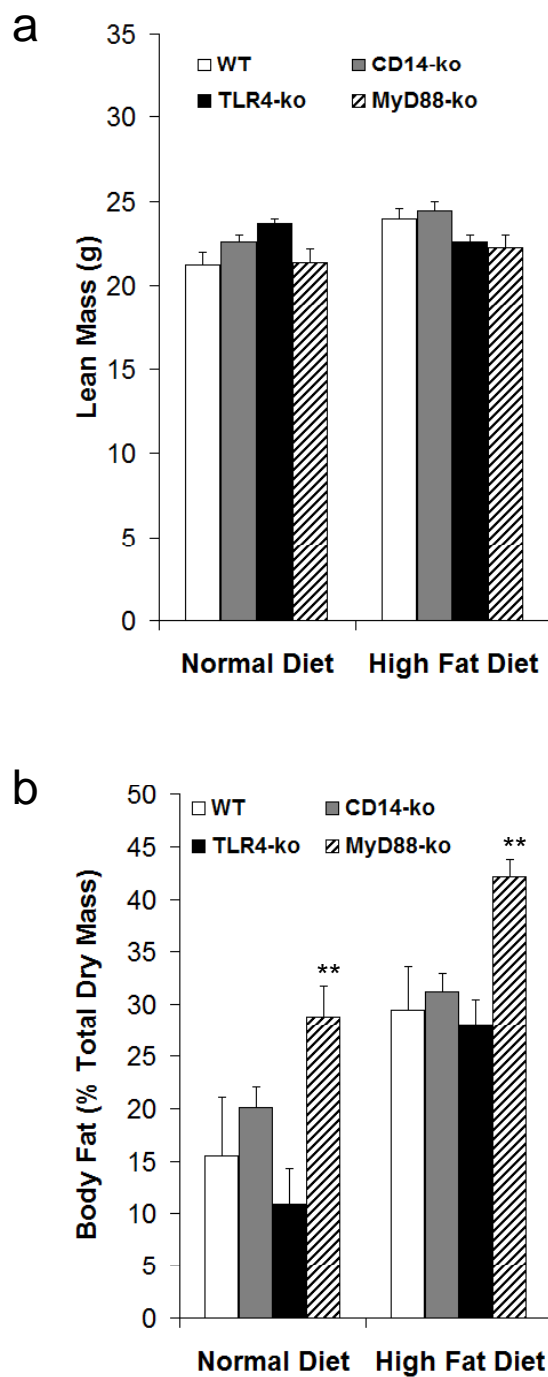 a
35
30
25
20
15
10
5
0
Lean Mass (g)
WT CD14-ko
TLR4-ko MyD88-ko
Normal Diet High Fat Diet
b
50
45
40
35
30
25
20
15
10
5
0
Body Fat (% Total Dry Mass)
WT CD14-ko
TLR4-ko MyD88-ko
**
**
Normal Diet High Fat Diet